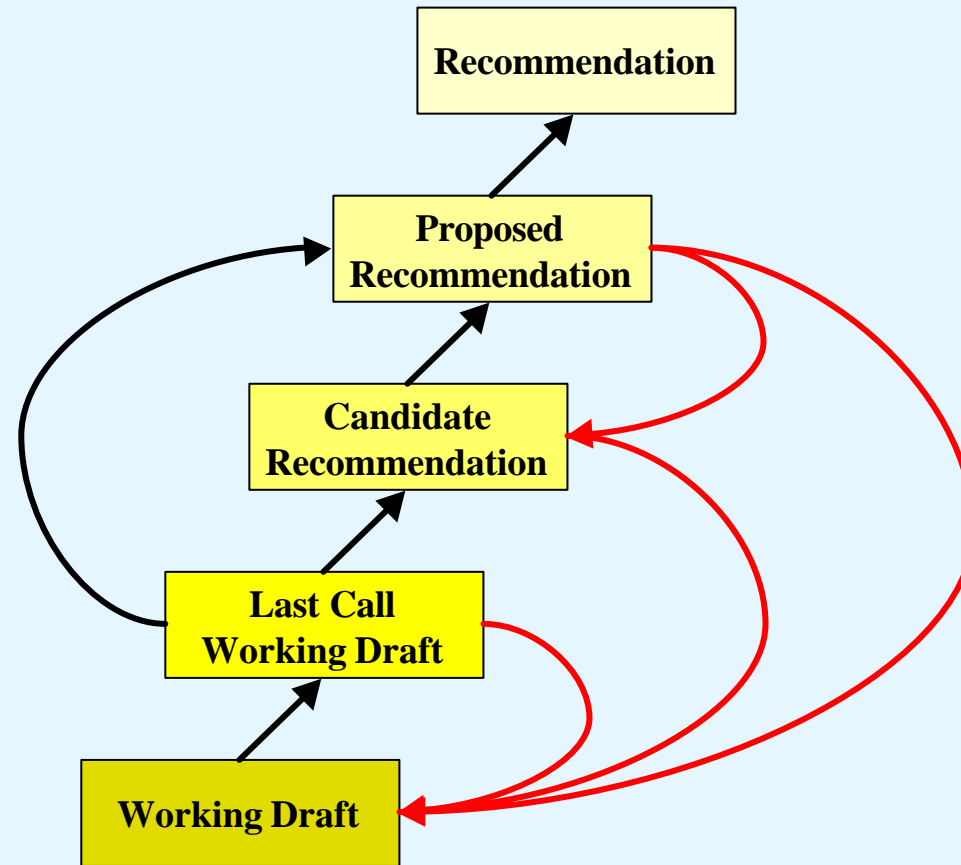 Recommendation
Proposed
Recommendation
Candidate
Recommendation
Last Call
Working Draft
Working Draft